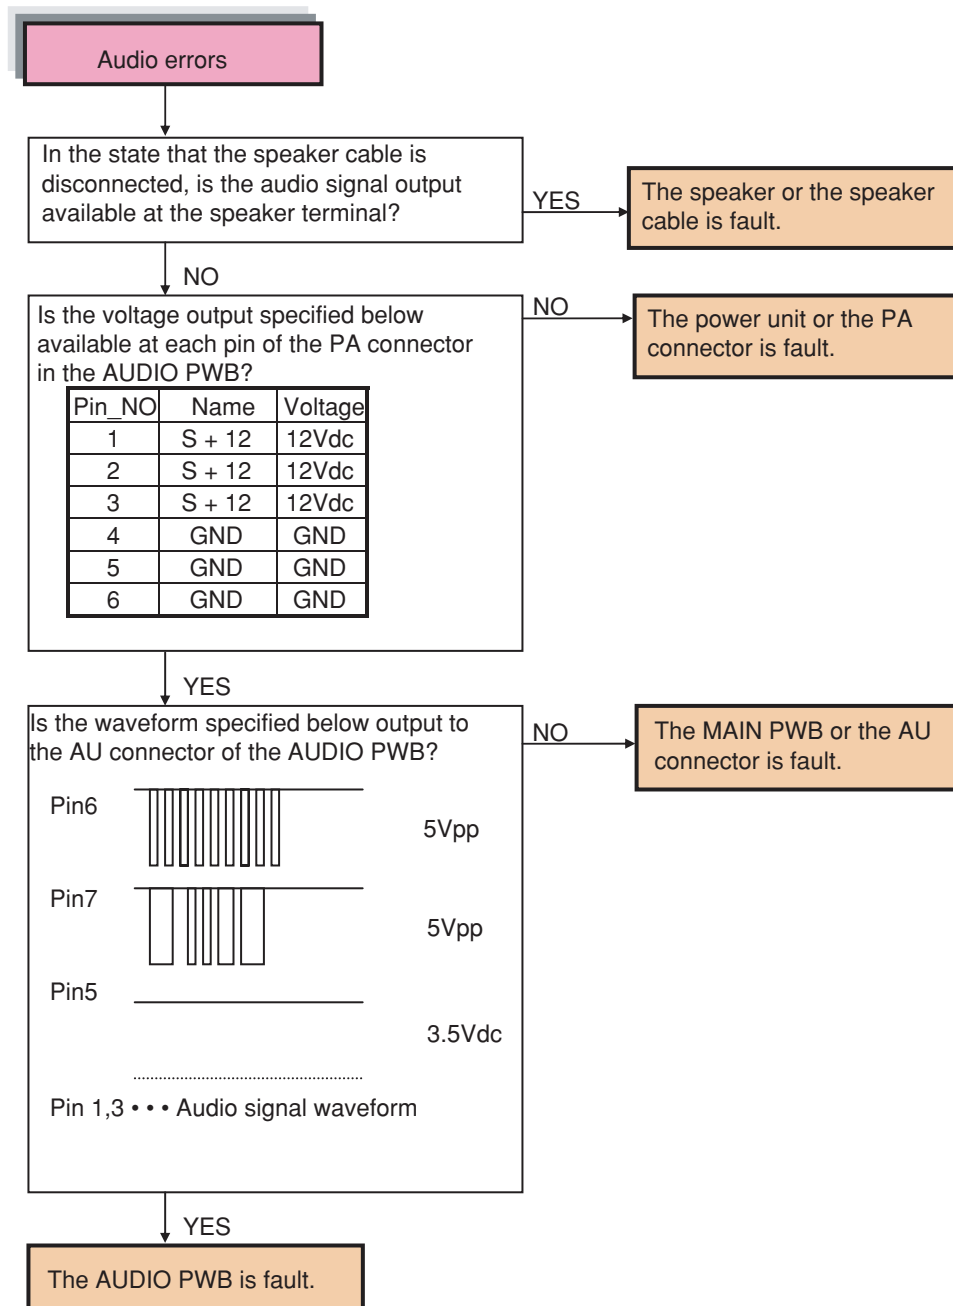 Audio errors
In the state that the speaker cable is
disconnected, is the audio signal output
available at the speaker terminal?
YES
The speaker or the speaker
cable is fault.
NO
Is the voltage output specified below
available at each pin of the PA connector
in the AUDIO PWB?
NO
The power unit or the PA
connector is fault.
Pin_NO Name Voltage
1 S + 12 12Vdc
2 S + 12 12Vdc
3 S + 12 12Vdc
4 GND GND
5 GND GND
6 GND GND
YES
Is the waveform specified below output to
the AU connector of the AUDIO PWB?
NO
The MAIN PWB or the AU
connector is fault.
Pin6
5Vpp
Pin7
5Vpp
Pin5
3.5Vdc
Pin 1,3 • • • Audio signal waveform
YES
The AUDIO PWB is fault.